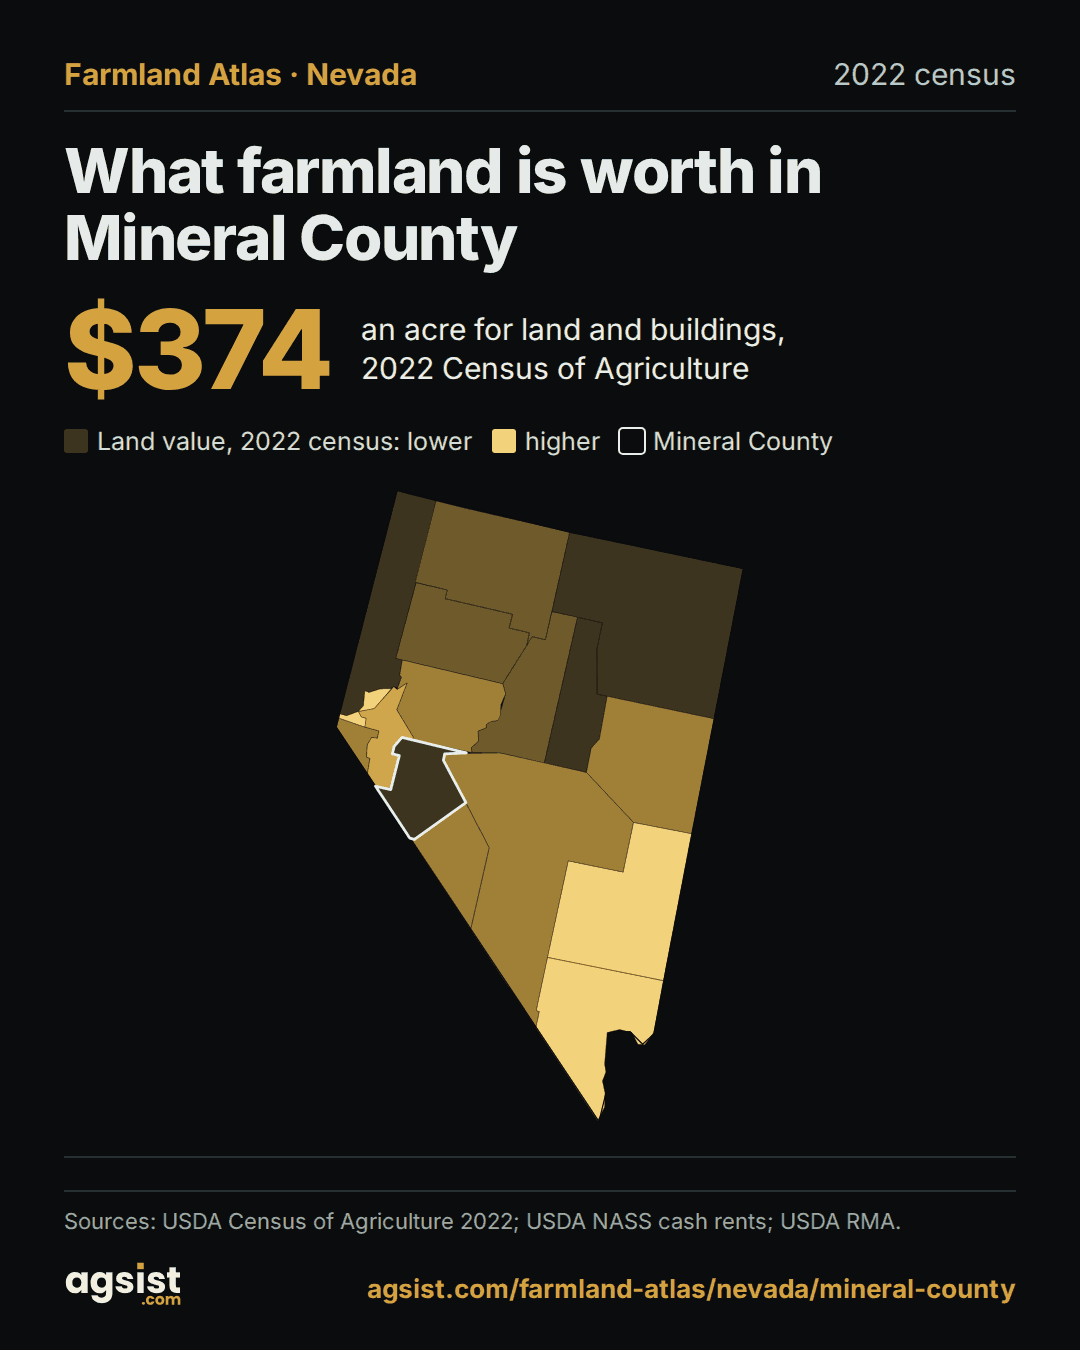 Farmland Atlas · Nevada
2022 census
What farmland is worth in
Mineral County
$374
an acre for land and buildings,
2022 Census of Agriculture
Land value, 2022 census: lower
higher
Mineral County
Sources: USDA Census of Agriculture 2022; USDA NASS cash rents; USDA RMA.
agsist
.com
agsist.com/farmland-atlas/nevada/mineral-county